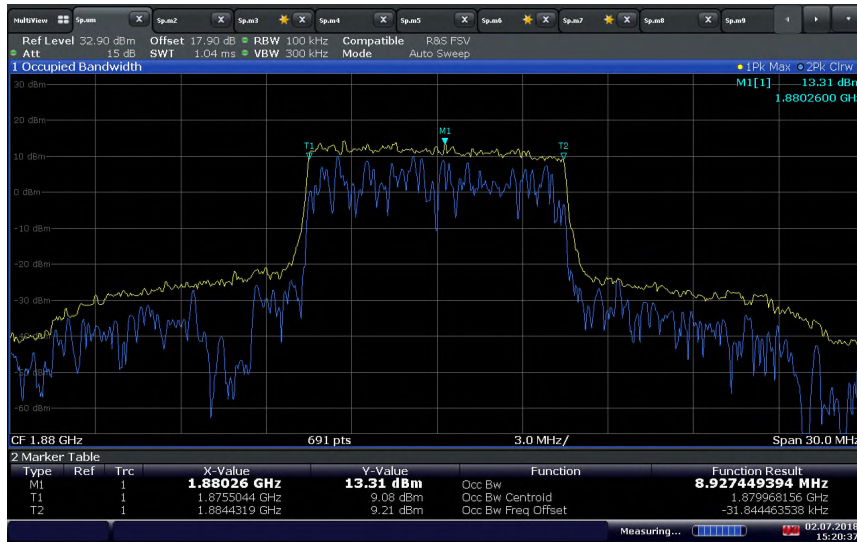 MultiView Sp.um X Sp.m2 X Sp.m3 X Sp.m4 X Sp.m5 X Sp.m6 X Sp.m7 X Sp.m8 X Sp.m9
Ref Level 32.90 dBm Offset 17.90 dB RBW 100 kHz Compatible R&S FSV
Att 15 dB SWT 1.04 ms VBW 300 kHz Mode Auto Sweep
1 Occupied Bandwidth 1Pk Max 2Pk Clrw
M1[1] 13.31 dBm
1.8802600 GHz
30 dBm
20 dBm
M1
T1 T2
10 dBm
0 dBm
-10 dBm
-20 dBm
-30 dBm
-40 dBm
-50 dBm
-60 dBm
CF 1.88 GHz 691 pts 3.0 MHz/ Span 30.0 MHz
2 Marker Table
Type Ref Trc X-Value Y-Value Function Function Result
M1 1 1.88026 GHz 13.31 dBm Occ Bw 8.927449394 MHz
T1 1 1.8755044 GHz 9.08 dBm Occ Bw Centroid 1.879968156 GHz
T2 1 1.8844319 GHz 9.21 dBm Occ Bw Freq Offset -31.844463538 kHz
Measuring... 02.07.2018
15:20:37